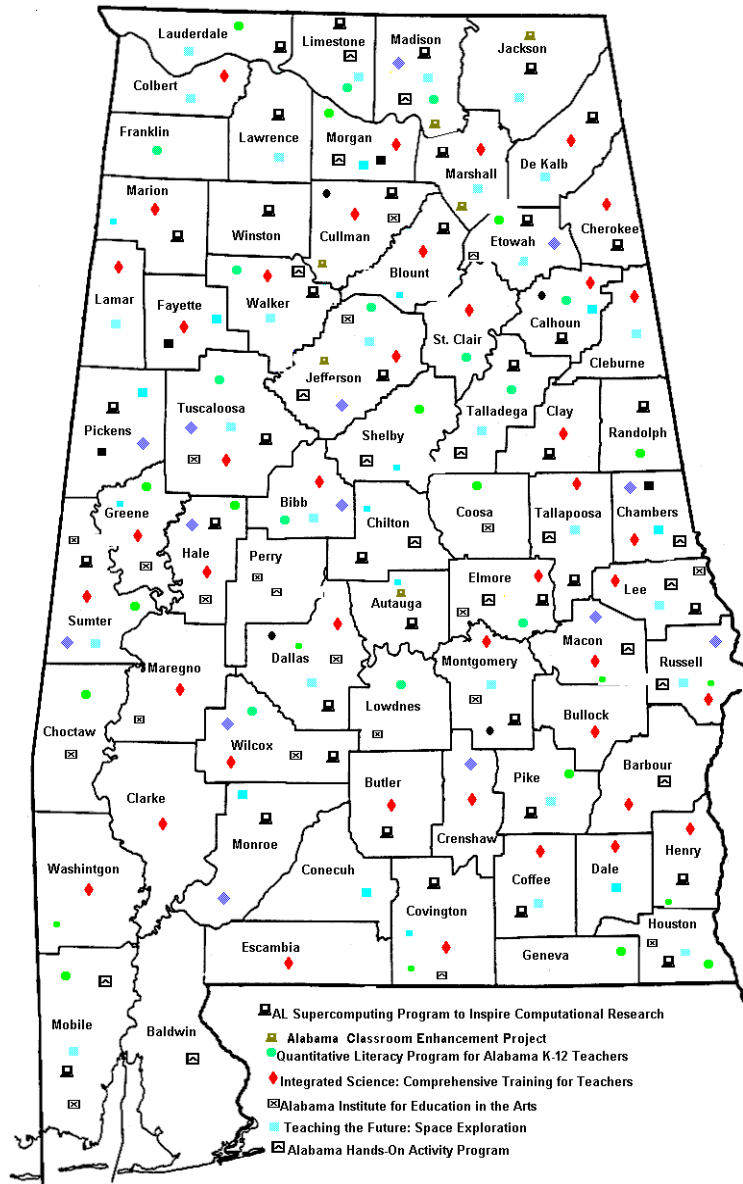 Lauderdale
Limestone
Madison
Jackson
Colbert
Franklin
Lawrence
Morgan
Marshall
De Kalb
Marion
Winston
Cullman
Blount
Etowah
Cherokee
Lamar
Fayette
Walker
St. Clair
Calhoun
Cleburne
Jefferson
Pickens
Tuscaloosa
Shelby
Talladega
Clay
Randolph
Greene
Hale
Bibb
Perry
Chilton
Coosa
Tallapoosa
Chambers
Sumter
Autauga
Elmore
Lee
Macon
Russell
Maregno
Dallas
Lowdnes
Montgomery
Bullock
Choctaw
Wilcox
Butler
Crenshaw
Pike
Barbour
Clarke
Monroe
Conecuh
Washintgon
Covington
Coffee
Dale
Henry
Escambia
Geneva
Houston
Mobile
Baldwin
AL Supercomputing Program to Inspire Computational Research
Alabama Classroom Enhancement Project
Quantitative Literacy Program for Alabama K-12 Teachers
Integrated Science: Comprehensive Training for Teachers
Alabama Institute for Education in the Arts
Teaching the Future: Space Exploration
Alabama Hands-On Activity Program